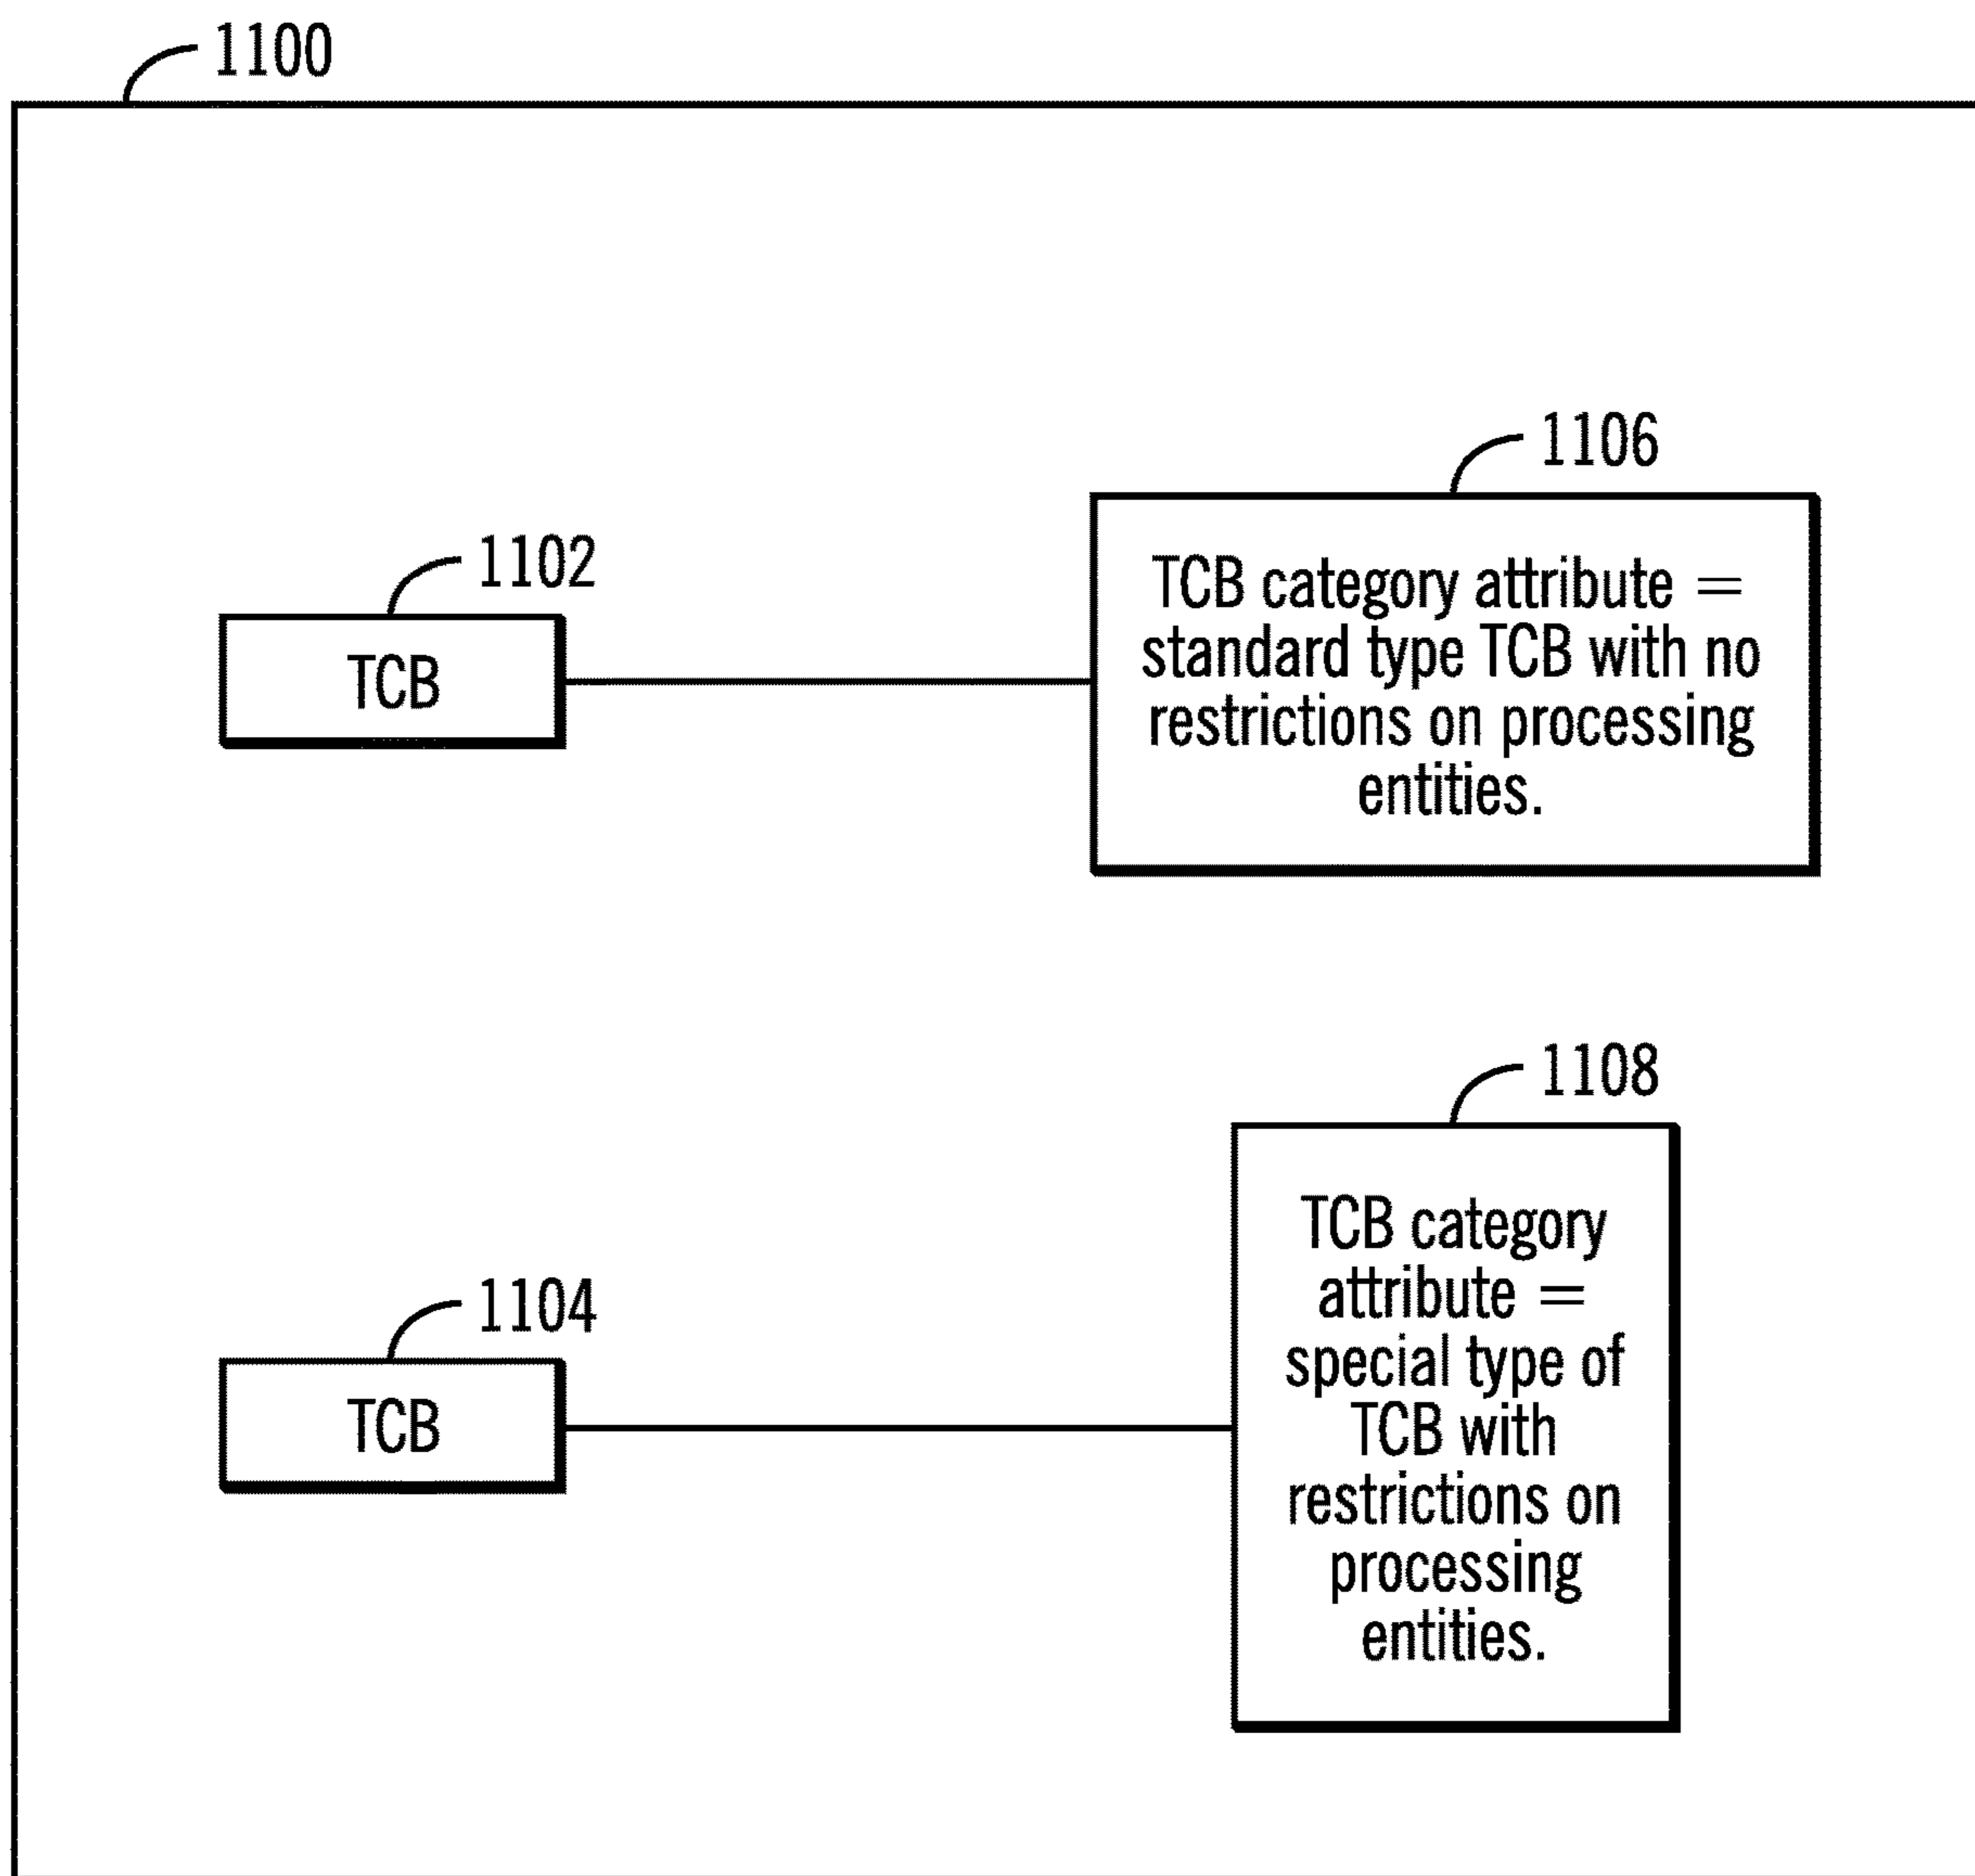 1100
1106
TCB category attribute =
standard type TCB with no
restrictions on processing
entities.
1102
TCB
1108
TCB category
attribute =
special type of
TCB with
restrictions on
processing
entities.
1104
TCB